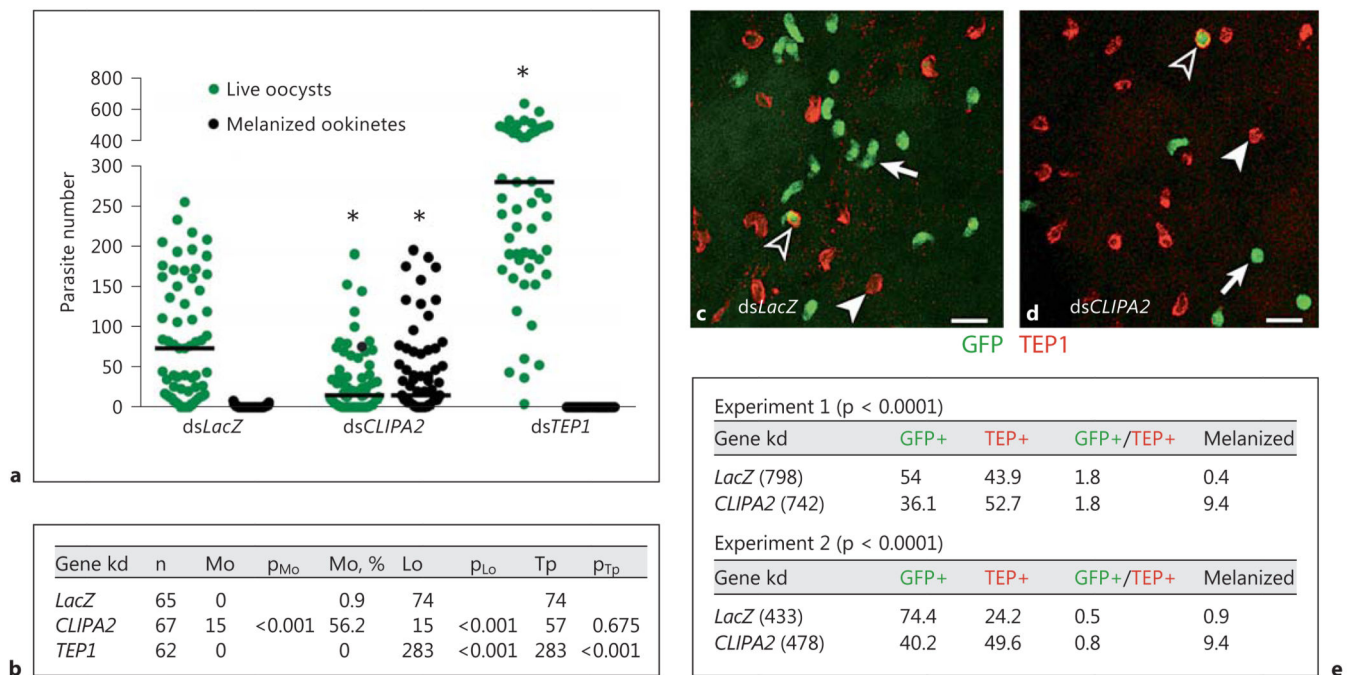 800
600
400
300
250
200
150
100
50
0
Parasite number
Live oocysts
Melanized ookinetes
*
*
*
dsLacZ
dsCLIPA2
dsTEP1
a
Gene kd n Mo pMo Mo, % Lo pLo Tp pTp
LacZ 65 0 0.9 74 74
CLIPA2 67 15 <0.001 56.2 15 <0.001 57 0.675
TEP1 62 0 0 283 <0.001 283 <0.001
b
c dsLacZ
d dsCLIPA2
GFP TEP1
Experiment 1 (p < 0.0001)
Gene kd GFP+ TEP+ GFP+/TEP+ Melanized
LacZ (798) 54 43.9 1.8 0.4
CLIPA2 (742) 36.1 52.7 1.8 9.4
Experiment 2 (p < 0.0001)
Gene kd GFP+ TEP+ GFP+/TEP+ Melanized
LacZ (433) 74.4 24.2 0.5 0.9
CLIPA2 (478) 40.2 49.6 0.8 9.4
e